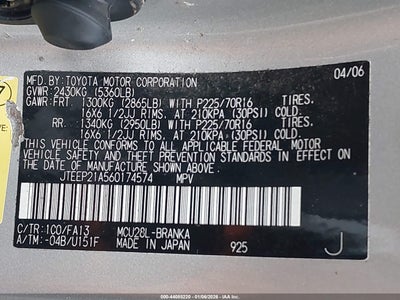 MFD.BY:TOYOTA MOTOR CORPORATION 04/06
GVWR: 2430KG (5360LB)
GAWR:FRT 1300KG (2865LB) WITH P225/70R16 TIRES.
16X6 1/2JJ RIMS. AT 210KPA (30PSI) COLD
RR. 1340KG (2950LB) WITH P225/70R16 TIRES.
16X6 1/2JJ RIMS. AT 210KPA (30PSI) COLD
THIS VEHICLE CONFORMS TO ALL APPLICABLE FEDERAL MOTOR
VEHICLE SAFETY AND BUMPER STANDARDS IN EFFECT ON THE
DATE OF MANUFACTURE SHOWN ABOVE.
JTEEP21A560174574 MPV
C/TR:1C0/FA13 MCU28L-BRANKA
A/TM:-04B/U151F MADE IN JAPAN 925 J
ID: 000-44085220 - © IAA - 01/06/2026